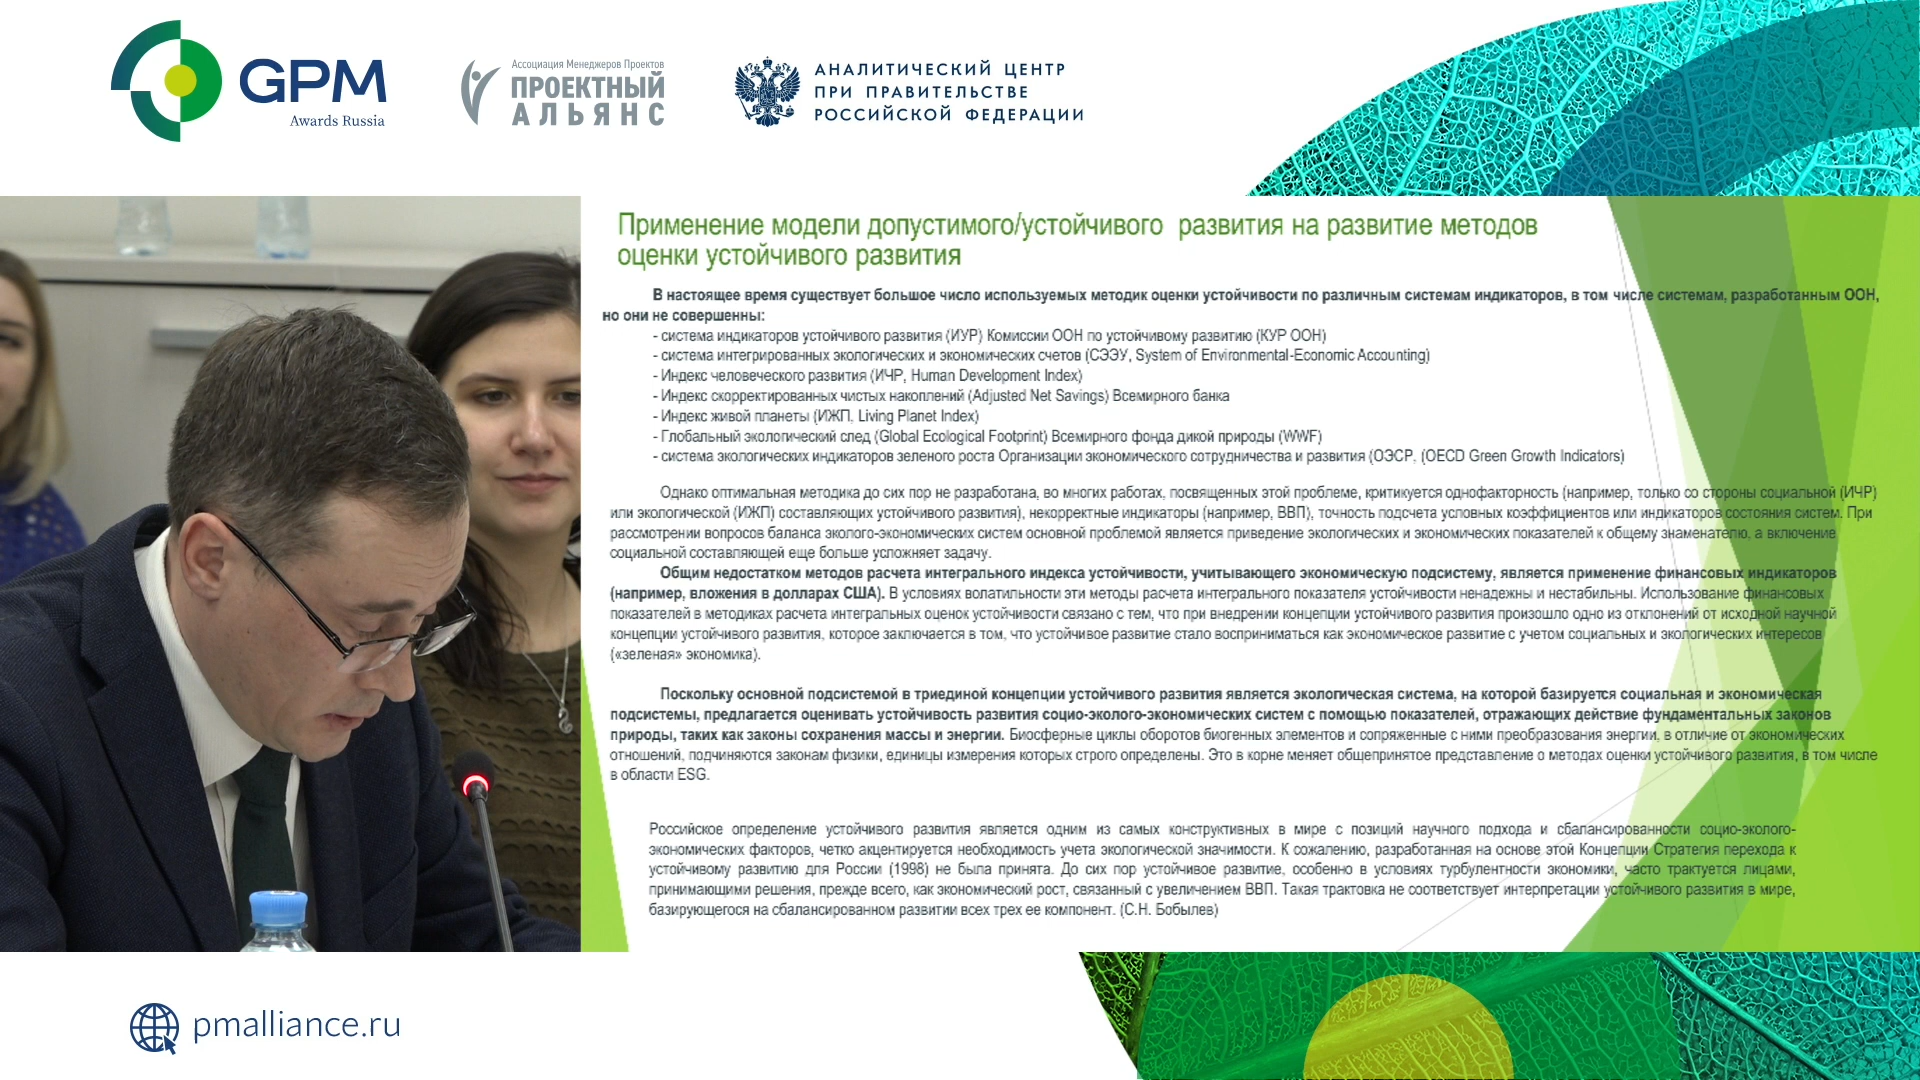 GPM
Awards Russia
Ассоциация Менеджеров Проектов
ПРОЕКТНЫЙ
АЛЬЯНС
АНАЛИТИЧЕСКИЙ ЦЕНТР
ПРИ ПРАВИТЕЛЬСТВЕ
РОССИЙСКОЙ ФЕДЕРАЦИИ
Применение модели допустимого/устойчивого развития на развитие методов
оценки устойчивого развития
В настоящее время существует большое число используемых методик оценки устойчивости по различным системам индикаторов, в том числе системам, разработанным ООН,
но они не совершенны:
- система индикаторов устойчивого развития (ИУР) Комиссии ООН по устойчивому развитию (КУР ООН)
- система интегрированных экологических и экономических счетов (СЭЭУ, System of Environmental-Economic Accounting)
- Индекс человеческого развития (ИЧР, Human Development Index)
- Индекс скорректированных чистых накоплений (Adjusted Net Savings) Всемирного банка
- Индекс живой планеты (ИЖП, Living Planet Index)
- Глобальный экологический след (Global Ecological Footprint) Всемирного фонда дикой природы (WWF)
- система экологических индикаторов зеленого роста Организации экономического сотрудничества и развития (ОЭСР, (OECD Green Growth Indicators)
Однако оптимальная методика до сих пор не разработана, во многих работах, посвященных этой проблеме, критикуется однофакторность (например, только со стороны социальной (ИЧР)
или экологической (ИЖП) составляющих устойчивого развития), некорректные индикаторы (например, ВВП), точность подсчета условных коэффициентов или индикаторов состояния систем. При
рассмотрении вопросов баланса эколого-экономических систем основной проблемой является приведение экологических и экономических показателей к общему знаменателю, а включение
социальной составляющей еще больше усложняет задачу.
Общим недостатком методов расчета интегрального индекса устойчивости, учитывающего экономическую подсистему, является применение финансовых индикаторов
(например, вложения в долларах США). В условиях волатильности эти методы расчета интегрального показателя устойчивости ненадежны и нестабильны. Использование финансовых
показателей в методиках расчета интегральных оценок устойчивости связано с тем, что при внедрении концепции устойчивого развития произошло одно из отклонений от исходной научной
концепции устойчивого развития, которое заключается в том, что устойчивое развитие стало восприниматься как экономическое развитие с учетом социальных и экологических интересов
(«зеленая» экономика).
Поскольку основной подсистемой в триединой концепции устойчивого развития является экологическая система, на которой базируется социальная и экономическая
подсистемы, предлагается оценивать устойчивость развития социо-эколого-экономических систем с помощью показателей, отражающих действие фундаментальных законов
природы, таких как законы сохранения массы и энергии. Биосферные циклы оборотов биогенных элементов и сопряженные с ними преобразования энергии, в отличие от экономических
отношений, подчиняются законам физики, единицы измерения которых строго определены. Это в корне меняет общепринятое представление о методах оценки устойчивого развития, в том числе
в области ESG.
Российское определение устойчивого развития является одним из самых конструктивных в мире с позиций научного подхода и сбалансированности социо-эколого-
экономических факторов, четко акцентируется необходимость учета экологической значимости. К сожалению, разработанная на основе этой Концепции Стратегия перехода к
устойчивому развитию для России (1998) не была принята. До сих пор устойчивое развитие, особенно в условиях турбулентности экономики, часто трактуется лицами,
принимающими решения, прежде всего, как экономический рост, связанный с увеличением ВВП. Такая трактовка не соответствует интерпретации устойчивого развития в мире,
базирующегося на сбалансированном развитии всех трех ее компонент. (С.Н. Бобылев)
pmalliance.ru